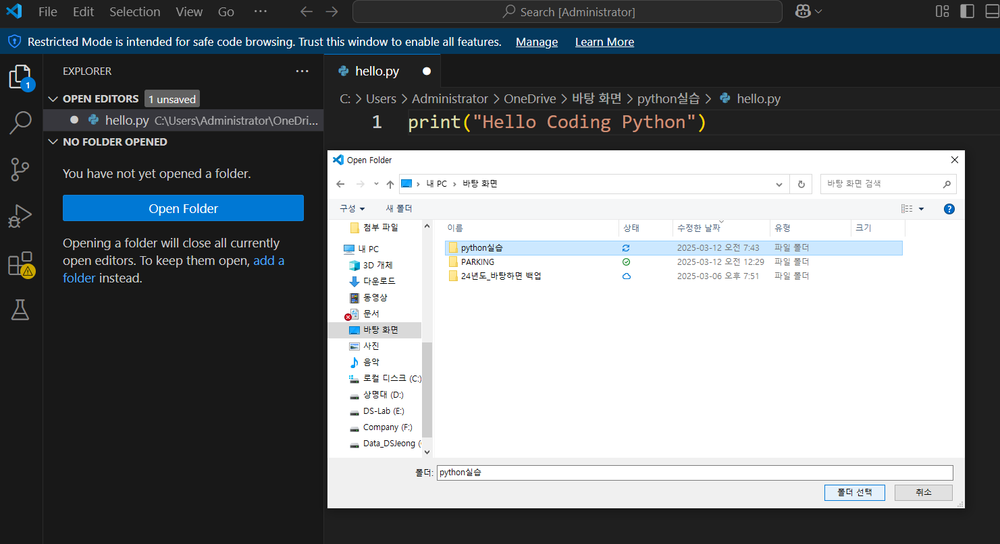 File Edit Selection View Go ··· Search [Administrator]
Restricted Mode is intended for safe code browsing. Trust this window to enable all features. Manage Learn More
EXPLORER ···
1
OPEN EDITORS 1 unsaved
hello.py C:\Users\Administrator\OneDri...
NO FOLDER OPENED
You have not yet opened a folder.
Open Folder
Opening a folder will close all currently
open editors. To keep them open, add a
folder instead.
hello.py
C: > Users > Administrator > OneDrive > 바탕 화면 > python실습 > hello.py
1 print("Hello Coding Python")
Open Folder
내 PC › 바탕 화면
바탕 화면 검색
구성 새 폴더
첨부 파일
내 PC
3D 개체
다운로드
동영상
문서
바탕 화면
사진
음악
로컬 디스크 (C:)
상명대 (D:)
DS-Lab (E:)
Company (F:)
Data_DSJeong (
이름 상태 수정한 날짜 유형 크기
python실습 2025-03-12 오전 7:43 파일 폴더
PARKING 2025-03-12 오전 12:29 파일 폴더
24년도_바탕하면 백업 2025-03-06 오후 7:51 파일 폴더
폴더: python실습
폴더 선택 취소